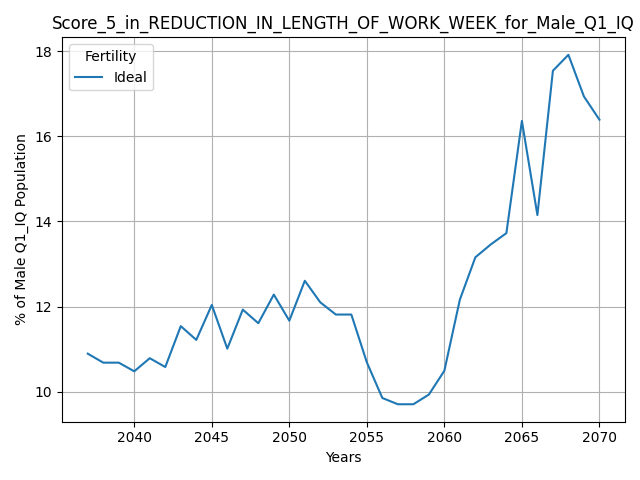 Score_5_in_REDUCTION_IN_LENGTH_OF_WORK_WEEK_for_Male_Q1_IQ
Fertility
Ideal
18
16
14
12
10
% of Male Q1_IQ Population
2040 2045 2050 2055 2060 2065 2070
Years